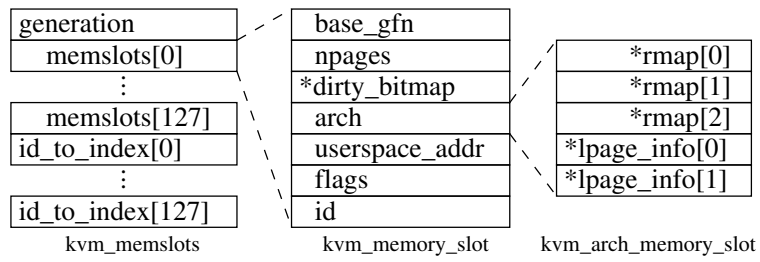 generation
memslots[0]
⋮
memslots[127]
id_to_index[0]
⋮
id_to_index[127]
kvm_memslots
base_gfn
npages
*dirty_bitmap
arch
userspace_addr
flags
id
kvm_memory_slot
*rmap[0]
*rmap[1]
*rmap[2]
*lpage_info[0]
*lpage_info[1]
kvm_arch_memory_slot